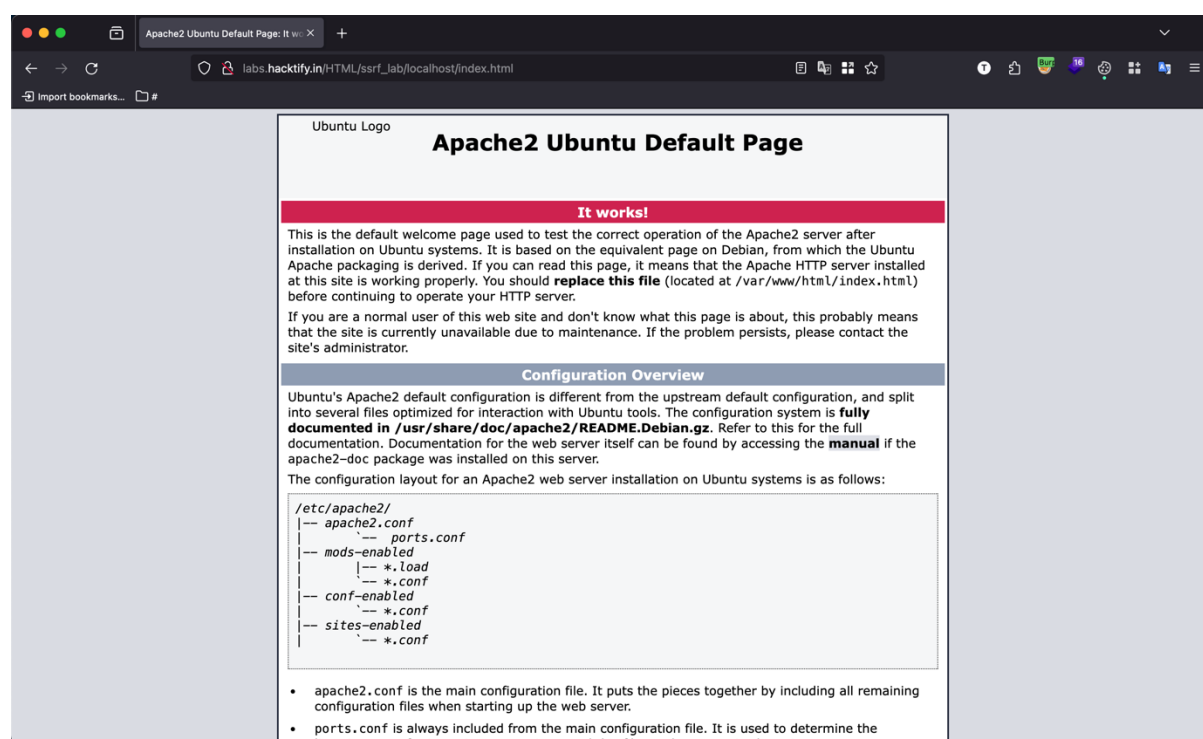 Apache2 Ubuntu Default Page: It wo
labs.hacktify.in/HTML/ssrf_lab/localhost/index.html
Import bookmarks... #
Ubuntu Logo
Apache2 Ubuntu Default Page
It works!
This is the default welcome page used to test the correct operation of the Apache2 server after
installation on Ubuntu systems. It is based on the equivalent page on Debian, from which the Ubuntu
Apache packaging is derived. If you can read this page, it means that the Apache HTTP server installed
at this site is working properly. You should replace this file (located at /var/www/html/index.html)
before continuing to operate your HTTP server.
If you are a normal user of this web site and don't know what this page is about, this probably means
that the site is currently unavailable due to maintenance. If the problem persists, please contact the
site's administrator.
Configuration Overview
Ubuntu's Apache2 default configuration is different from the upstream default configuration, and split
into several files optimized for interaction with Ubuntu tools. The configuration system is fully
documented in /usr/share/doc/apache2/README.Debian.gz. Refer to this for the full
documentation. Documentation for the web server itself can be found by accessing the manual if the
apache2-doc package was installed on this server.
The configuration layout for an Apache2 web server installation on Ubuntu systems is as follows:
/etc/apache2/
|-- apache2.conf
|       `--  ports.conf
|-- mods-enabled
|       |-- *.load
|       `-- *.conf
|-- conf-enabled
|       `-- *.conf
|-- sites-enabled
|       `-- *.conf
• apache2.conf is the main configuration file. It puts the pieces together by including all remaining
configuration files when starting up the web server.
• ports.conf is always included from the main configuration file. It is used to determine the